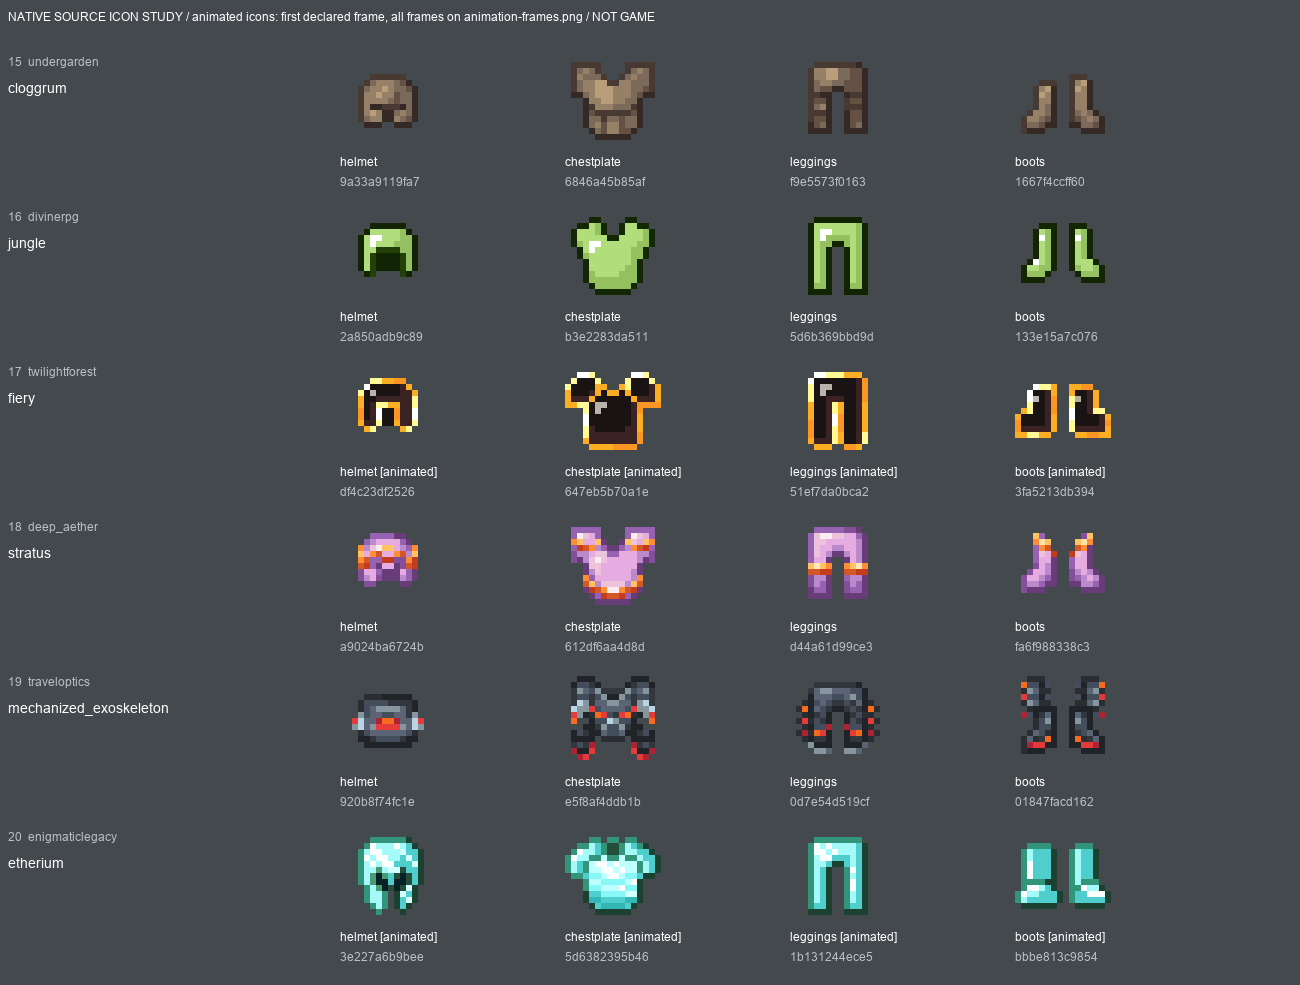 NATIVE SOURCE ICON STUDY / animated icons: first declared frame, all frames on animation-frames.png / NOT GAME
15 undergarden
cloggrum
helmet chestplate leggings boots
9a33a9119fa7 6846a45b85af f9e5573f0163 1667f4ccff60
16 divinerpg
jungle
helmet chestplate leggings boots
2a850adb9c89 b3e2283da511 5d6b369bbd9d 133e15a7c076
17 twilightforest
fiery
helmet [animated] chestplate [animated] leggings [animated] boots [animated]
df4c23df2526 647eb5b70a1e 51ef7da0bca2 3fa5213db394
18 deep_aether
stratus
helmet chestplate leggings boots
a9024ba6724b 612df6aa4d8d d44a61d99ce3 fa6f988338c3
19 traveloptics
mechanized_exoskeleton
helmet chestplate leggings boots
920b8f74fc1e e5f8af4ddb1b 0d7e54d519cf 01847facd162
20 enigmaticlegacy
etherium
helmet [animated] chestplate [animated] leggings [animated] boots [animated]
3e227a6b9bee 5d6382395b46 1b131244ece5 bbbe813c9854